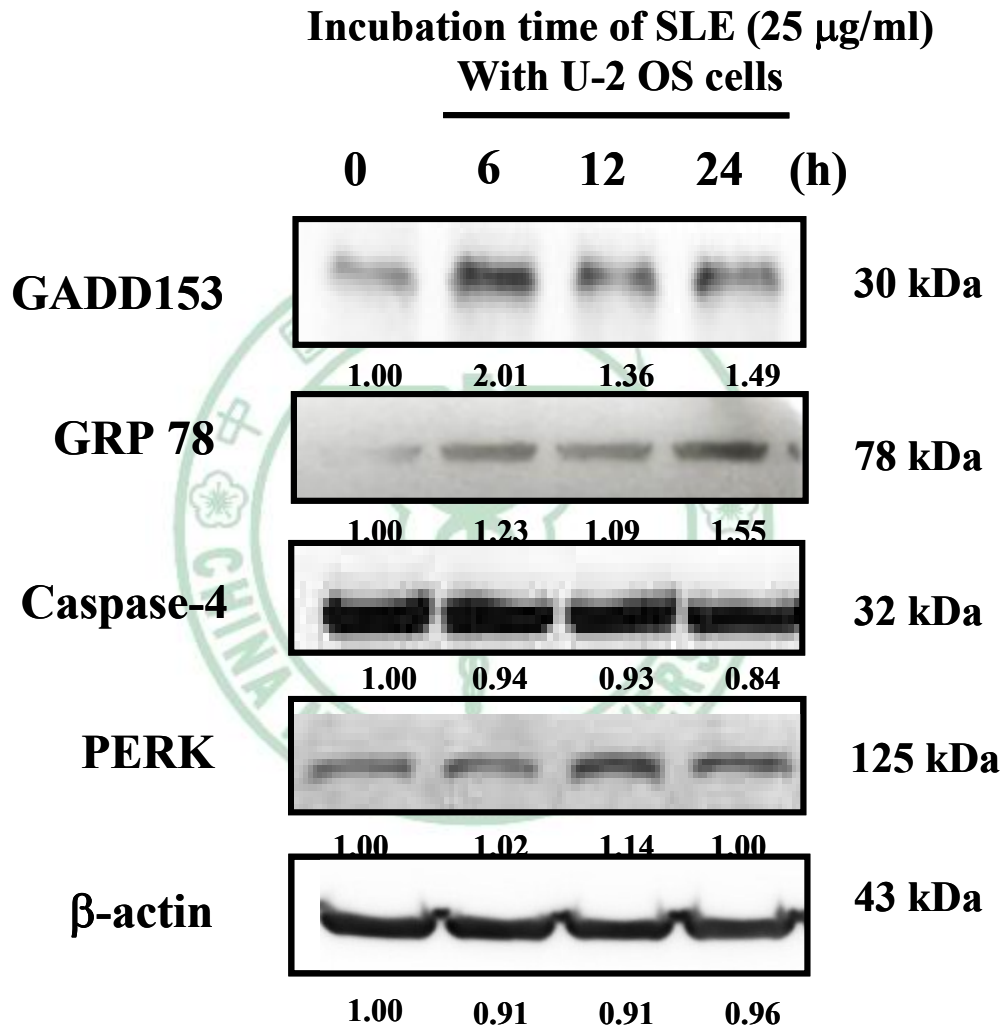 Incubation time of SLE (25 μg/ml)
With U-2 OS cells
0 6 12 24 (h)
GADD153 30 kDa
1.00 2.01 1.36 1.49
GRP 78 78 kDa
1.00 1.23 1.09 1.55
Caspase-4 32 kDa
1.00 0.94 0.93 0.84
PERK 125 kDa
1.00 1.02 1.14 1.00
β-actin 43 kDa
1.00 0.91 0.91 0.96
中
CHINA